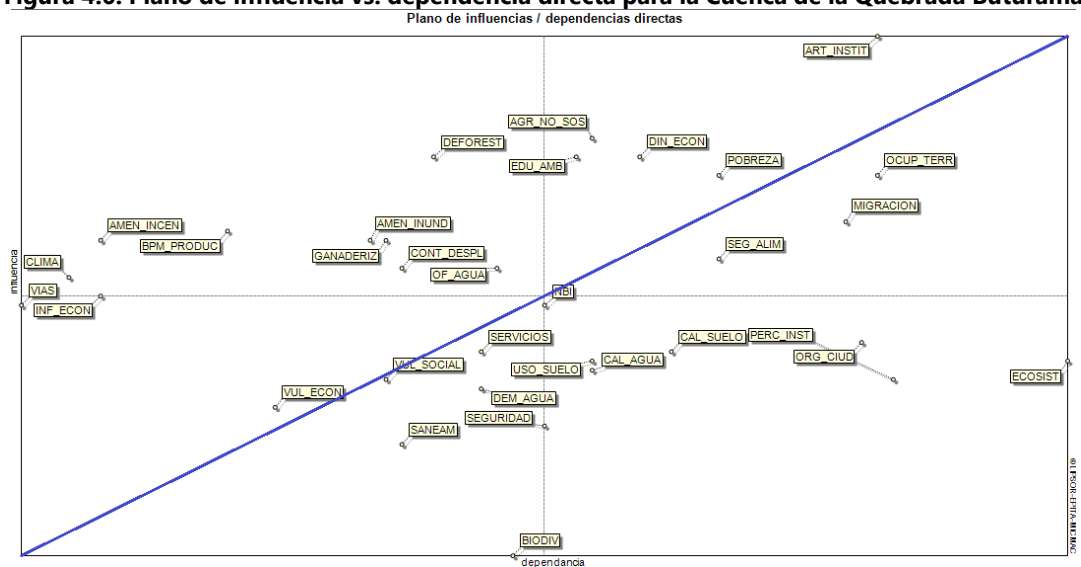 Figura 4.6. Plano de influencia vs. dependencia directa para la Cuenca de la Quebrada Buturama
Plano de influencias / dependencias directas
ART_INSTIT
AGR_NO_SOS
DEFOREST
DIN_ECON
EDU_AMB
POBREZA
OCUP_TERR
MIGRACION
AMEN_INCEN
AMEN_INUND
BPM_PRODUC
SEG_ALIM
GANADERIZ
CONT_DESPL
CLIMA
OF_AGUA
influencia
VIAS
NBI
INF_ECON
SERVICIOS
CAL_SUELO
PERC_INST
ORG_CIUD
CAL_AGUA
VUL_SOCIAL
USO_SUELO
ECOSIST
VUL_ECON
DEM_AGUA
SEGURIDAD
SANEAM
BIODIV
dependancia
© LIPSOR-EPITA-MICMAC